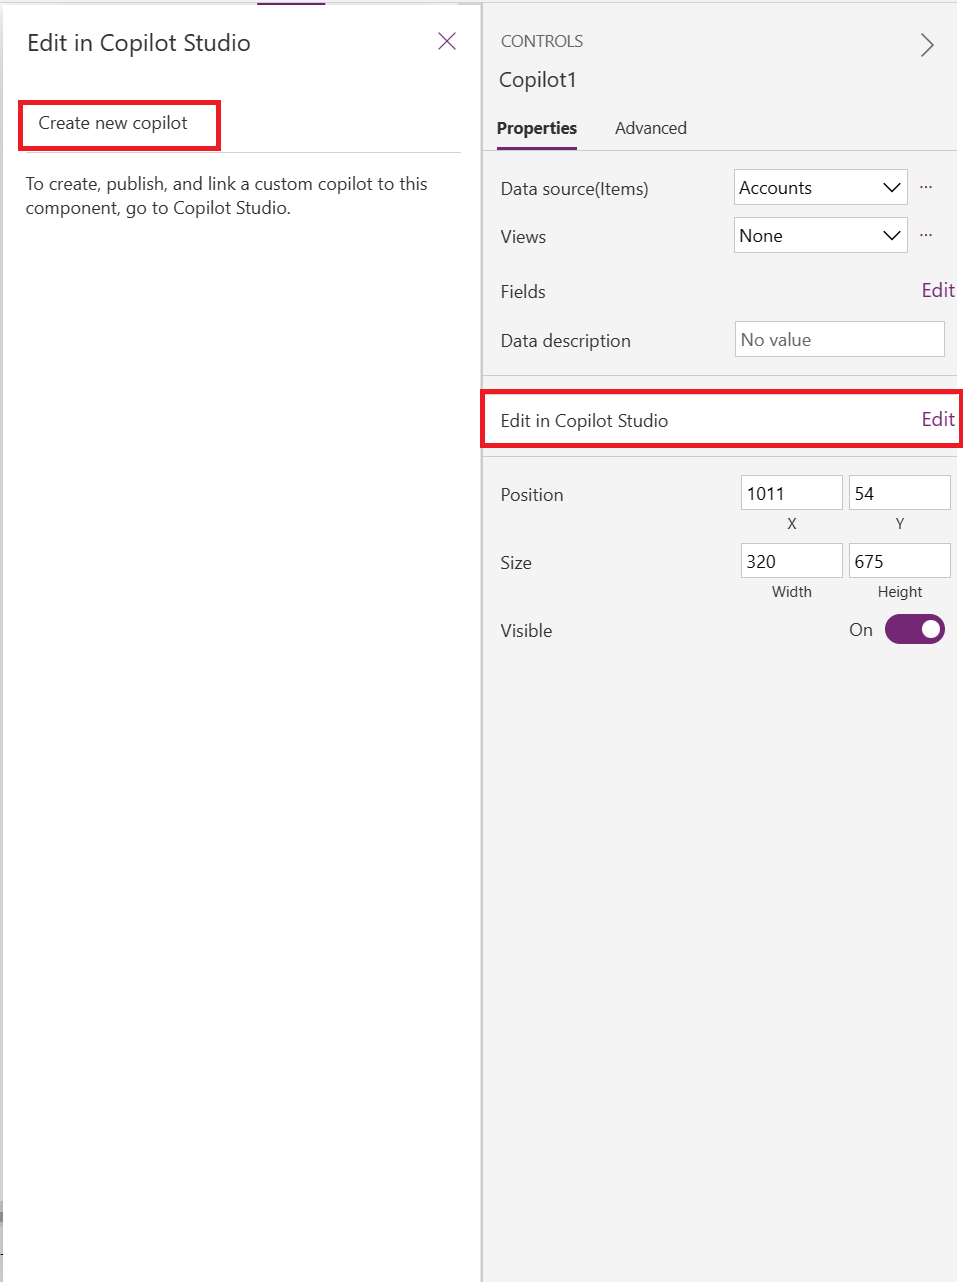 Edit in Copilot Studio
Create new copilot
To create, publish, and link a custom copilot to this
component, go to Copilot Studio.
CONTROLS
Copilot1
Properties Advanced
Data source(Items) Accounts ...
Views None ...
Fields Edit
Data description No value
Edit in Copilot Studio Edit
Position 1011 54
X Y
Size 320 675
Width Height
Visible On